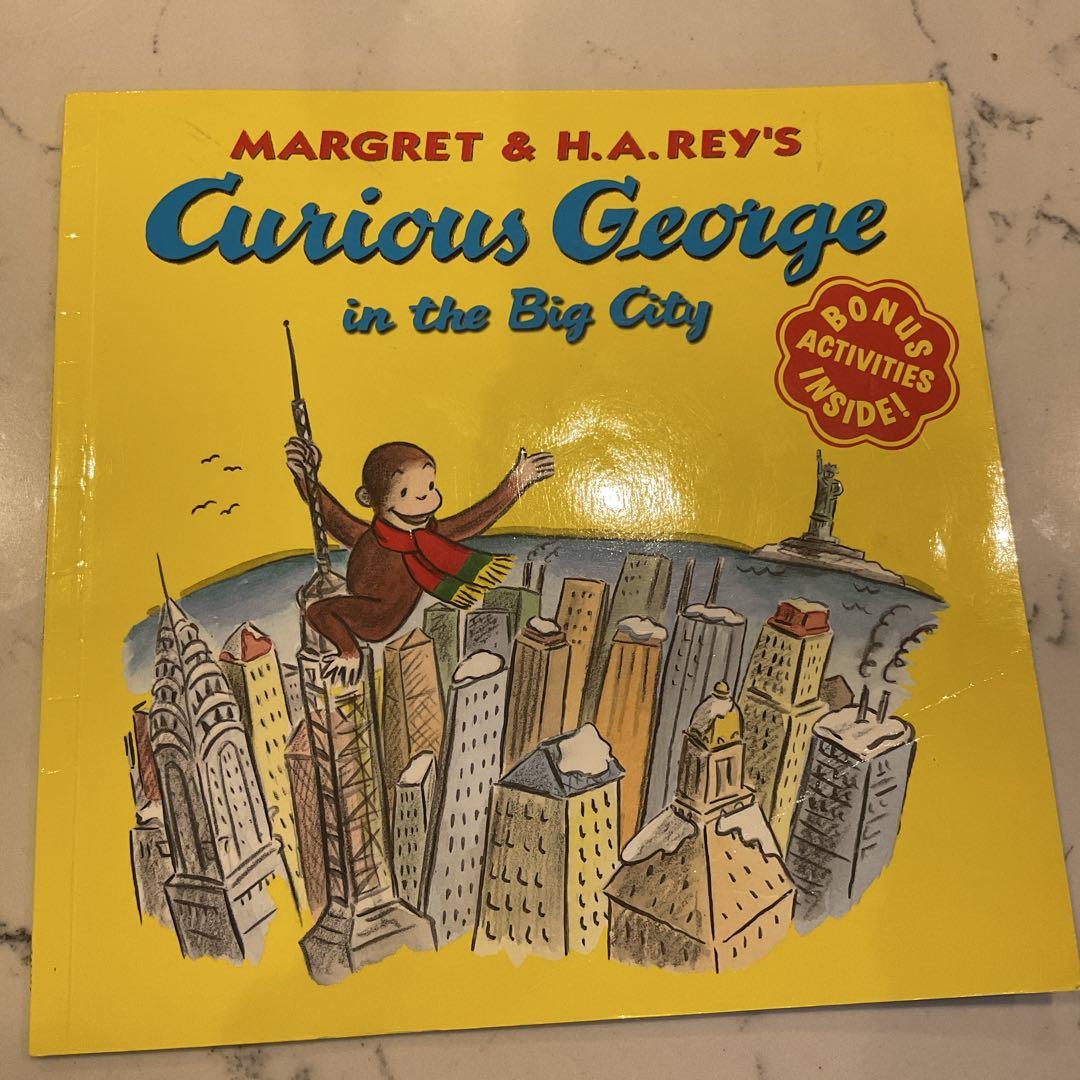 MARGRET & H.A.REY'S
Curious George
in the Big City
BONUS
ACTIVITIES
INSIDE!